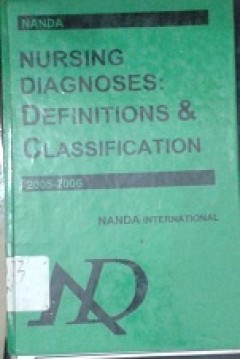 NANDA
NURSING
DIAGNOSES:
DEFINITIONS &
CLASSIFICATION
2005-2006
NANDA INTERNATIONAL
ND